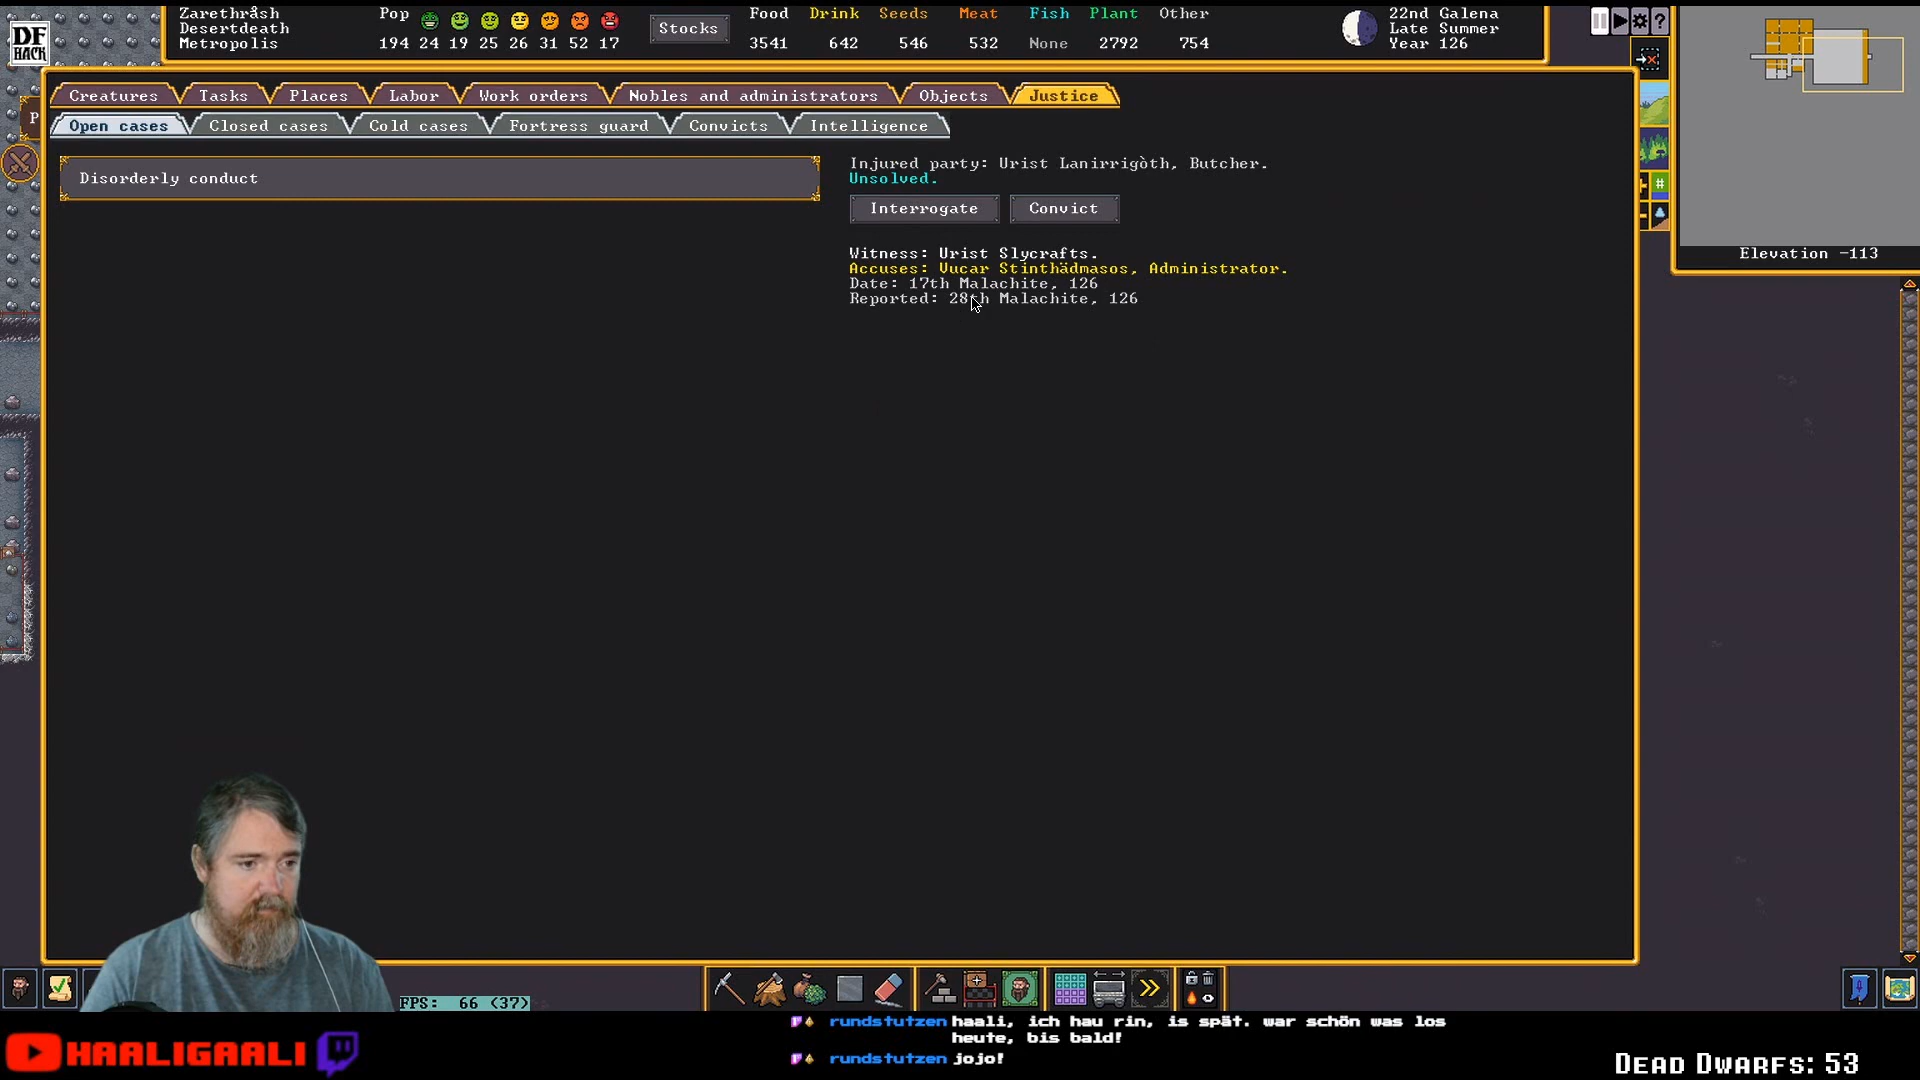 DF
HACK
Zarethråsh
Desertdeath
Metropolis
Pop
194 24 19 25 26 31 52 17
Stocks
Food Drink Seeds Meat Fish Plant Other
3541 642 546 532 None 2792 754
22nd Galena
Late Summer
Year 126
?
Creatures Tasks Places Labor Work orders Nobles and administrators Objects Justice
P
Open cases Closed cases Cold cases Fortress guard Convicts Intelligence
Disorderly conduct
Injured party: Urist Lanirrigòth, Butcher.
Unsolved.
Interrogate Convict
Witness: Urist Slycrafts.
Accuses: Vucar Stinthädmasos, Administrator.
Date: 17th Malachite, 126
Reported: 28th Malachite, 126
Elevation -113
FPS: 66 (37)
rundstutzen haali, ich hau rin, is spät. war schön was los
heute, bis bald!
rundstutzen jojo!
HAALIGAALI
DEAD DWARFS: 53